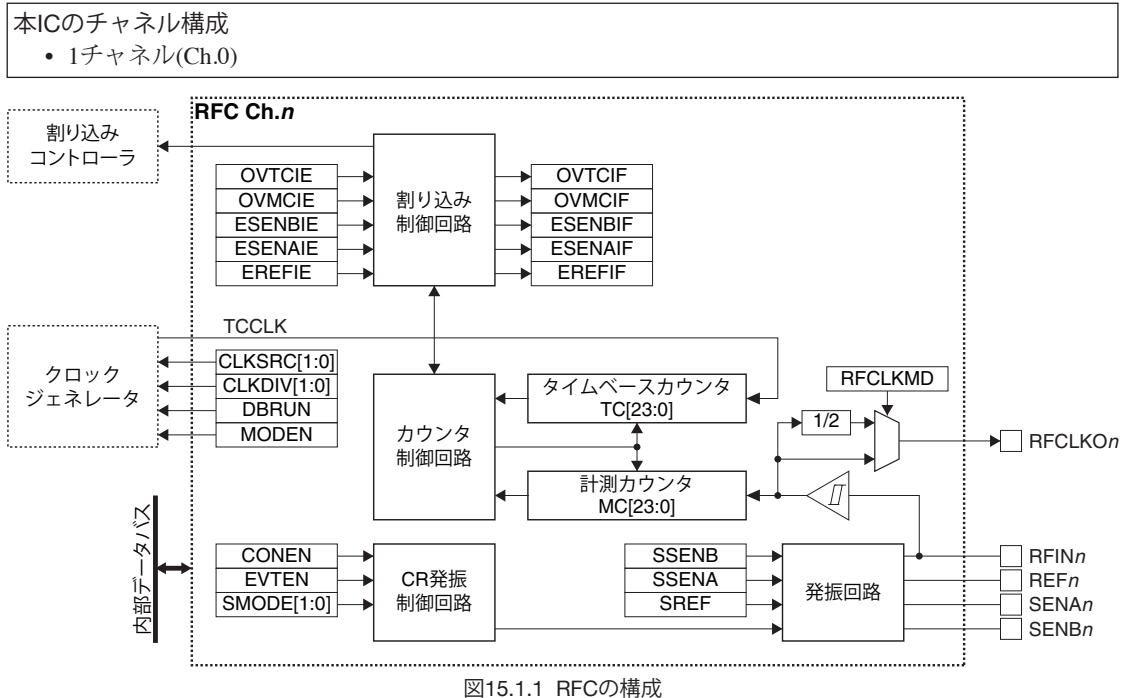 本ICのチャネル構成
• 1チャネル(Ch.0)
RFC Ch.n
割り込み
コントローラ
OVTCIE
OVMCIE
ESENBIE
ESENAIE
EREFIE
割り込み
制御回路
OVTCIF
OVMCIF
ESENBIF
ESENAIF
EREFIF
TCCLK
クロック
ジェネレータ
CLKSRC[1:0]
CLKDIV[1:0]
DBRUN
MODEN
カウンタ
制御回路
タイムベースカウンタ
TC[23:0]
計測カウンタ
MC[23:0]
RFCLKMD
1/2
RFCLKOn
内部データバス
CONEN
EVTEN
SMODE[1:0]
CR発振
制御回路
SSENB
SSENA
SREF
発振回路
RFINn
REFn
SENAn
SENBn
図15.1.1 RFCの構成